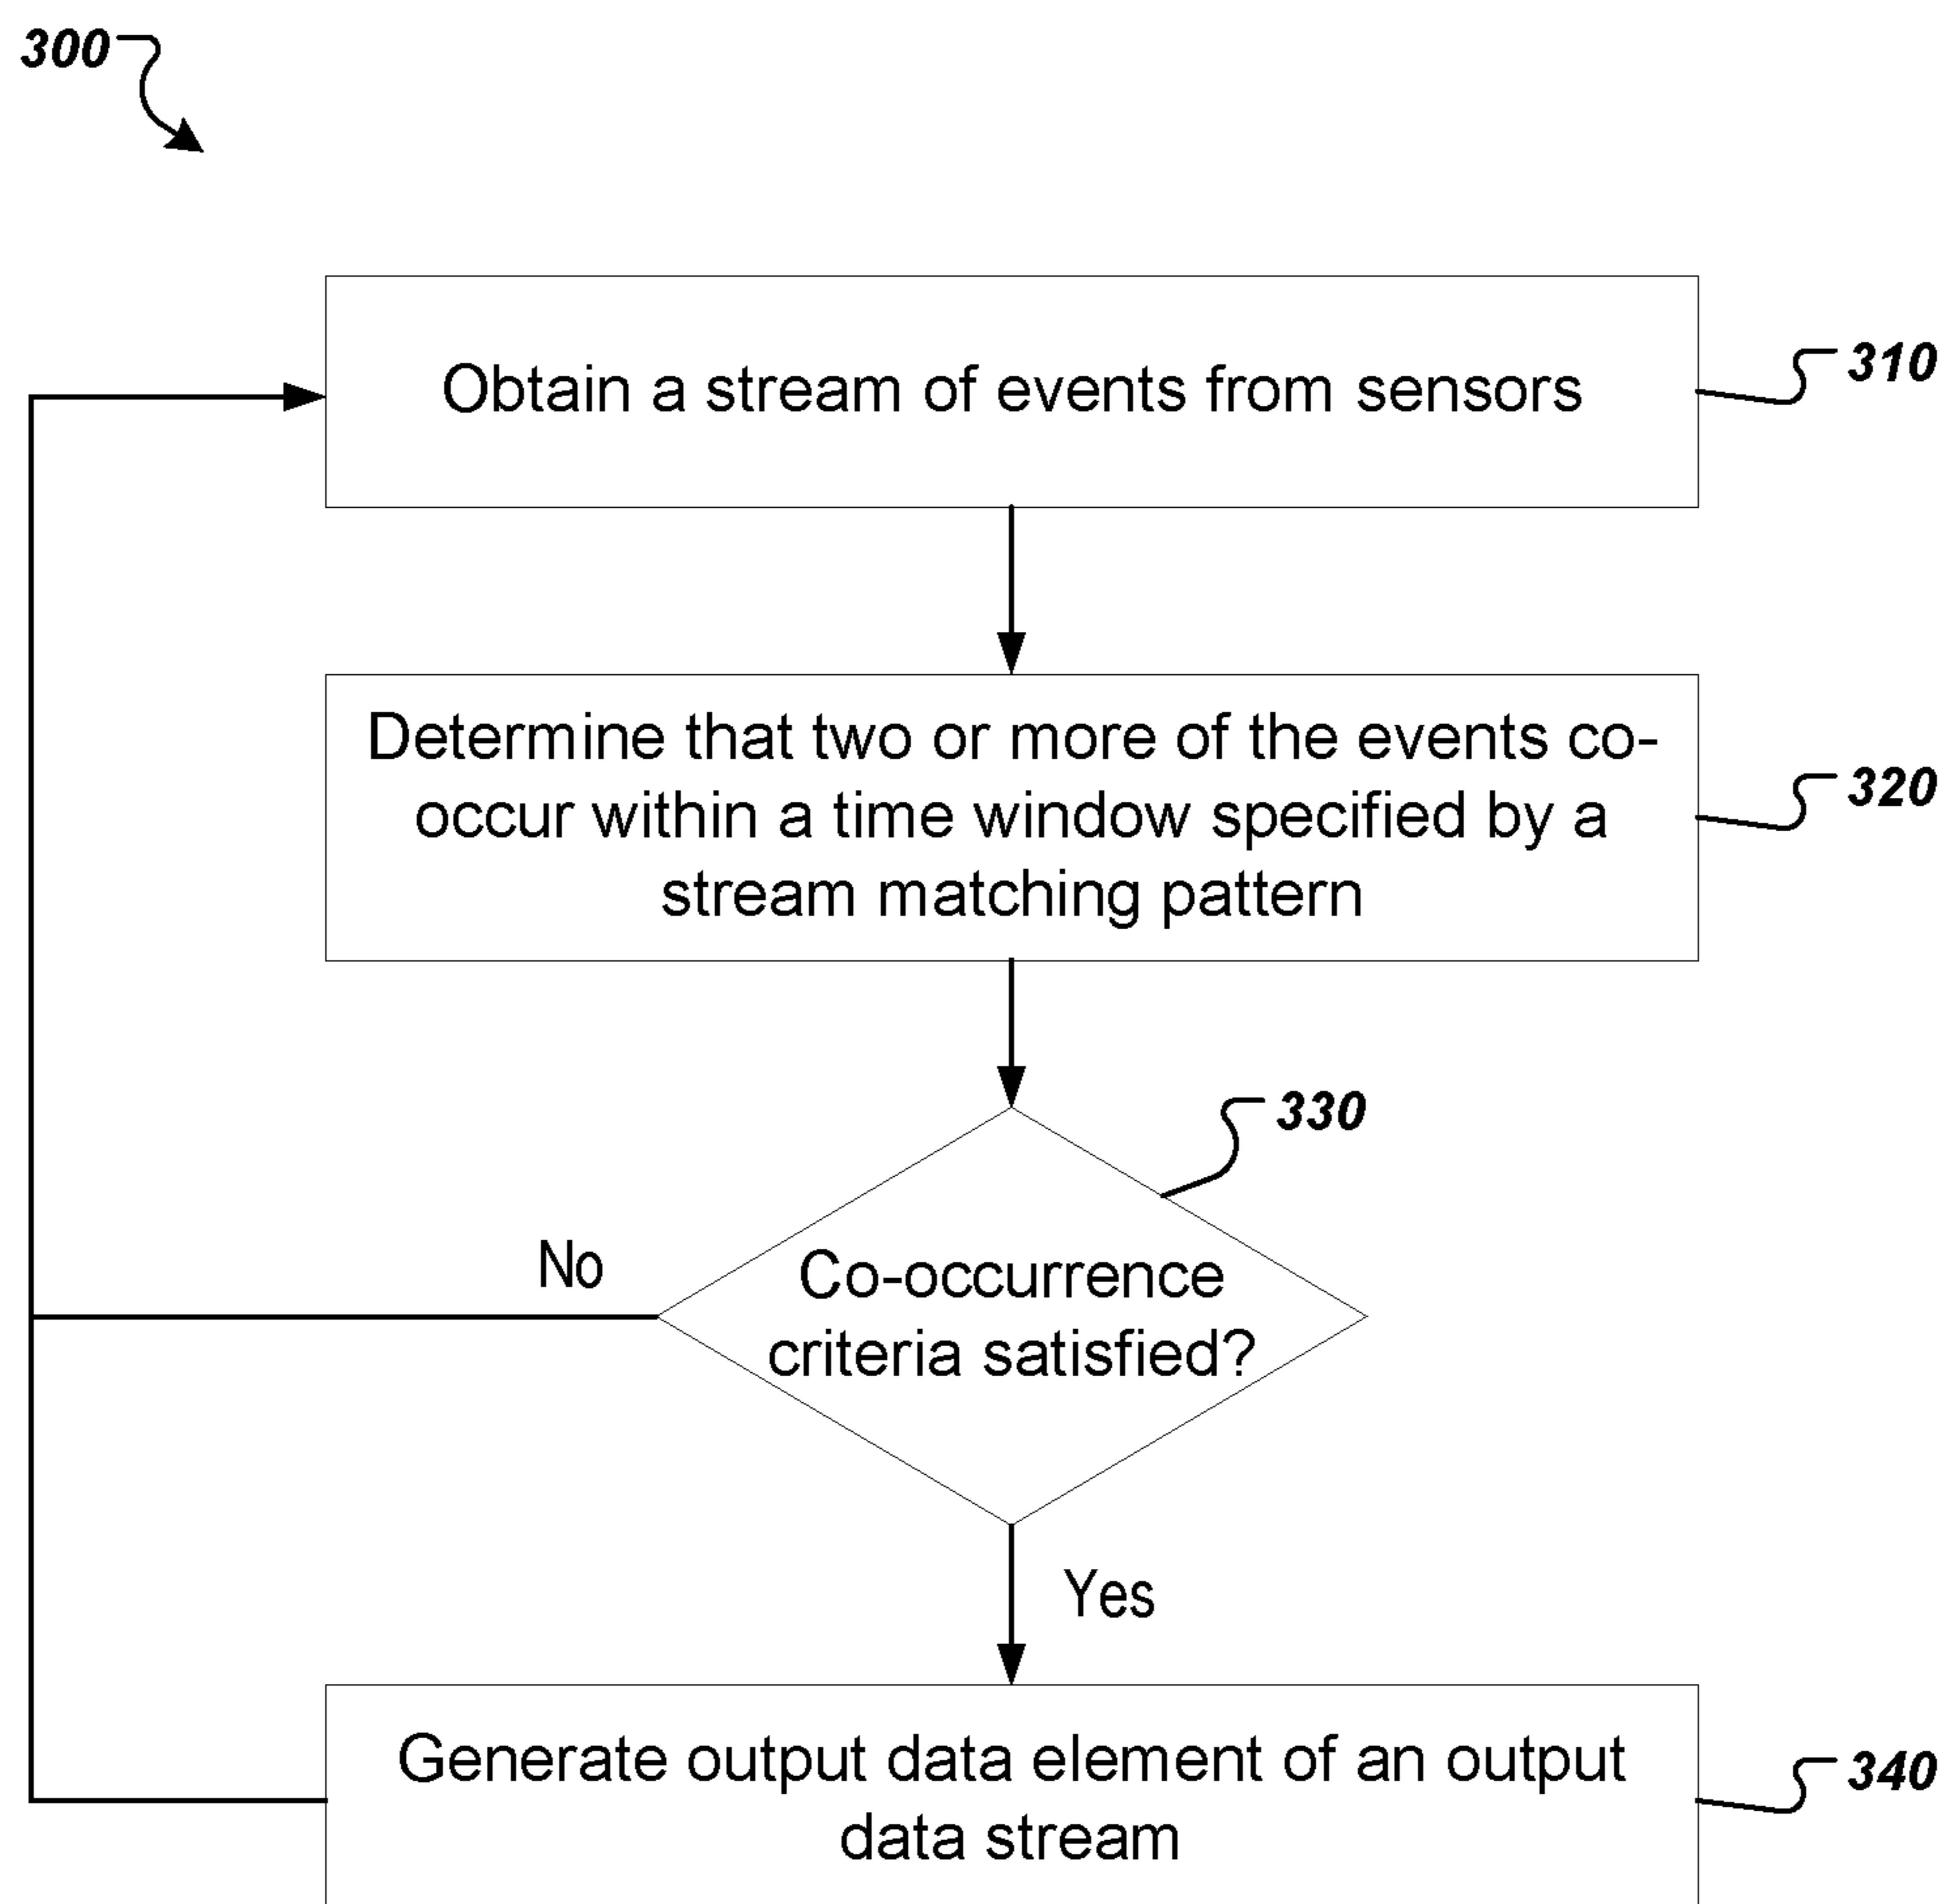 300
Obtain a stream of events from sensors
310
Determine that two or more of the events co-
occur within a time window specified by a
stream matching pattern
320
330
Co-occurrence
criteria satisfied?
No
Yes
Generate output data element of an output
data stream
340